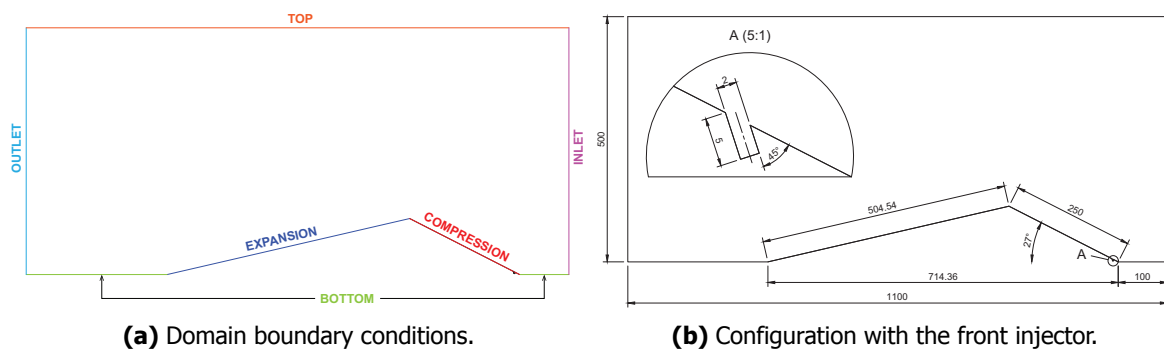 TOP
OUTLET
INLET
EXPANSION
COMPRESSION
BOTTOM
(a) Domain boundary conditions.
A (5:1)
2
5
45°
500
504.54
250
27°
A
714.36
100
1100
(b) Configuration with the front injector.